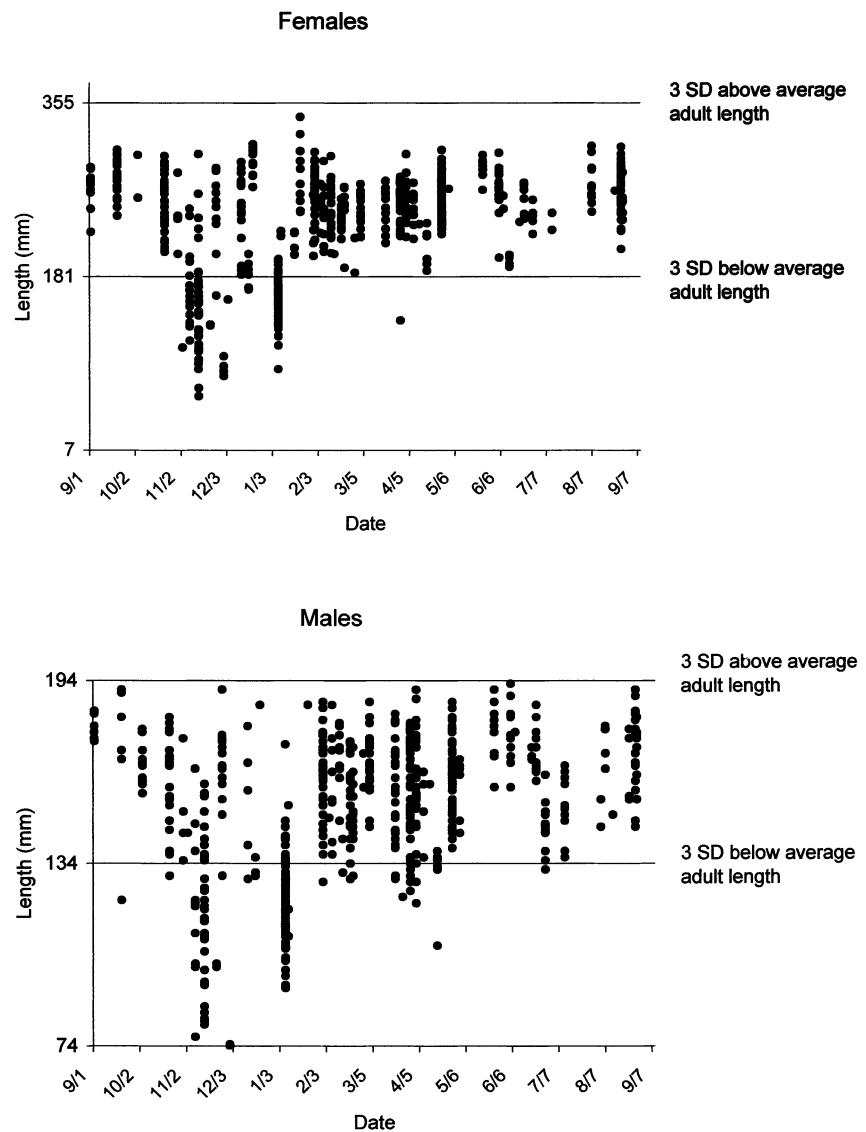 Females
355
3 SD above average
adult length
181
3 SD below average
adult length
Length (mm)
7
9/1 10/2 11/2 12/3 1/3 2/3 3/5 4/5 5/6 6/6 7/7 8/7 9/7
Date
Males
194
3 SD above average
adult length
134
3 SD below average
adult length
Length (mm)
74
9/1 10/2 11/2 12/3 1/3 2/3 3/5 4/5 5/6 6/6 7/7 8/7 9/7
Date